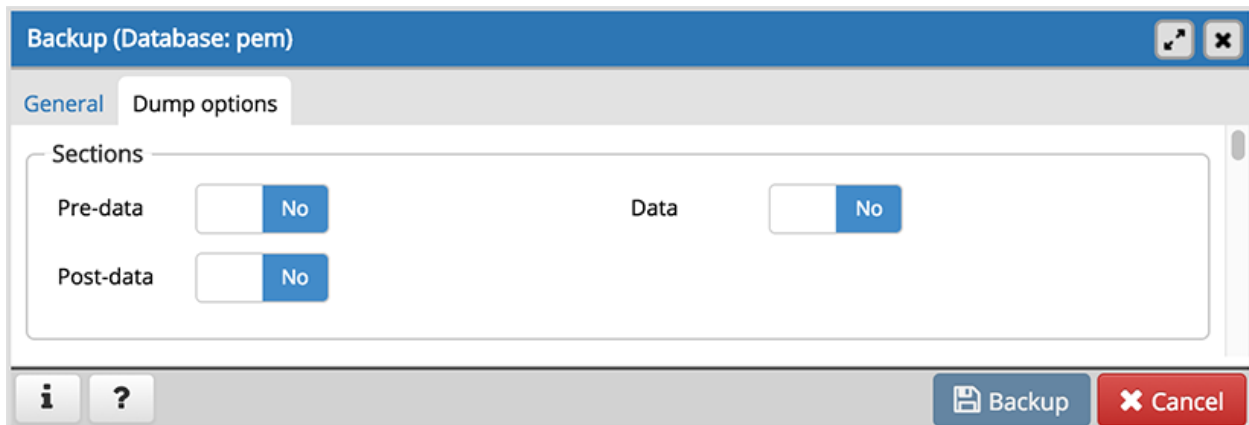 Backup (Database: pem)
General Dump options
Sections
Pre-data No Data No
Post-data No
i ? Backup Cancel